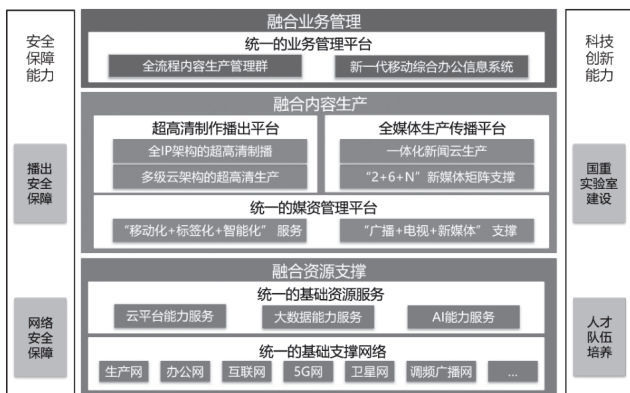 安全
保障
能力
播出
安全
保障
网络
安全
保障
融合业务管理
统一的业务管理平台
全流程内容生产管理群
新一代移动综合办公信息系统
融合内容生产
超高清制作播出平台
全IP架构的超高清制播
多级云架构的超高清生产
全媒体生产传播平台
一体化新闻云生产
“2+6+N”新媒体矩阵支撑
统一的媒资管理平台
“移动化+标签化+智能化” 服务
“广播+电视+新媒体” 支撑
融合资源支撑
统一的基础资源服务
云平台能力服务
大数据能力服务
AI能力服务
统一的基础支撑网络
生产网
办公网
互联网
5G网
卫星网
调频广播网
...
科技
创新
能力
国重
实验室
建设
人才
队伍
培养